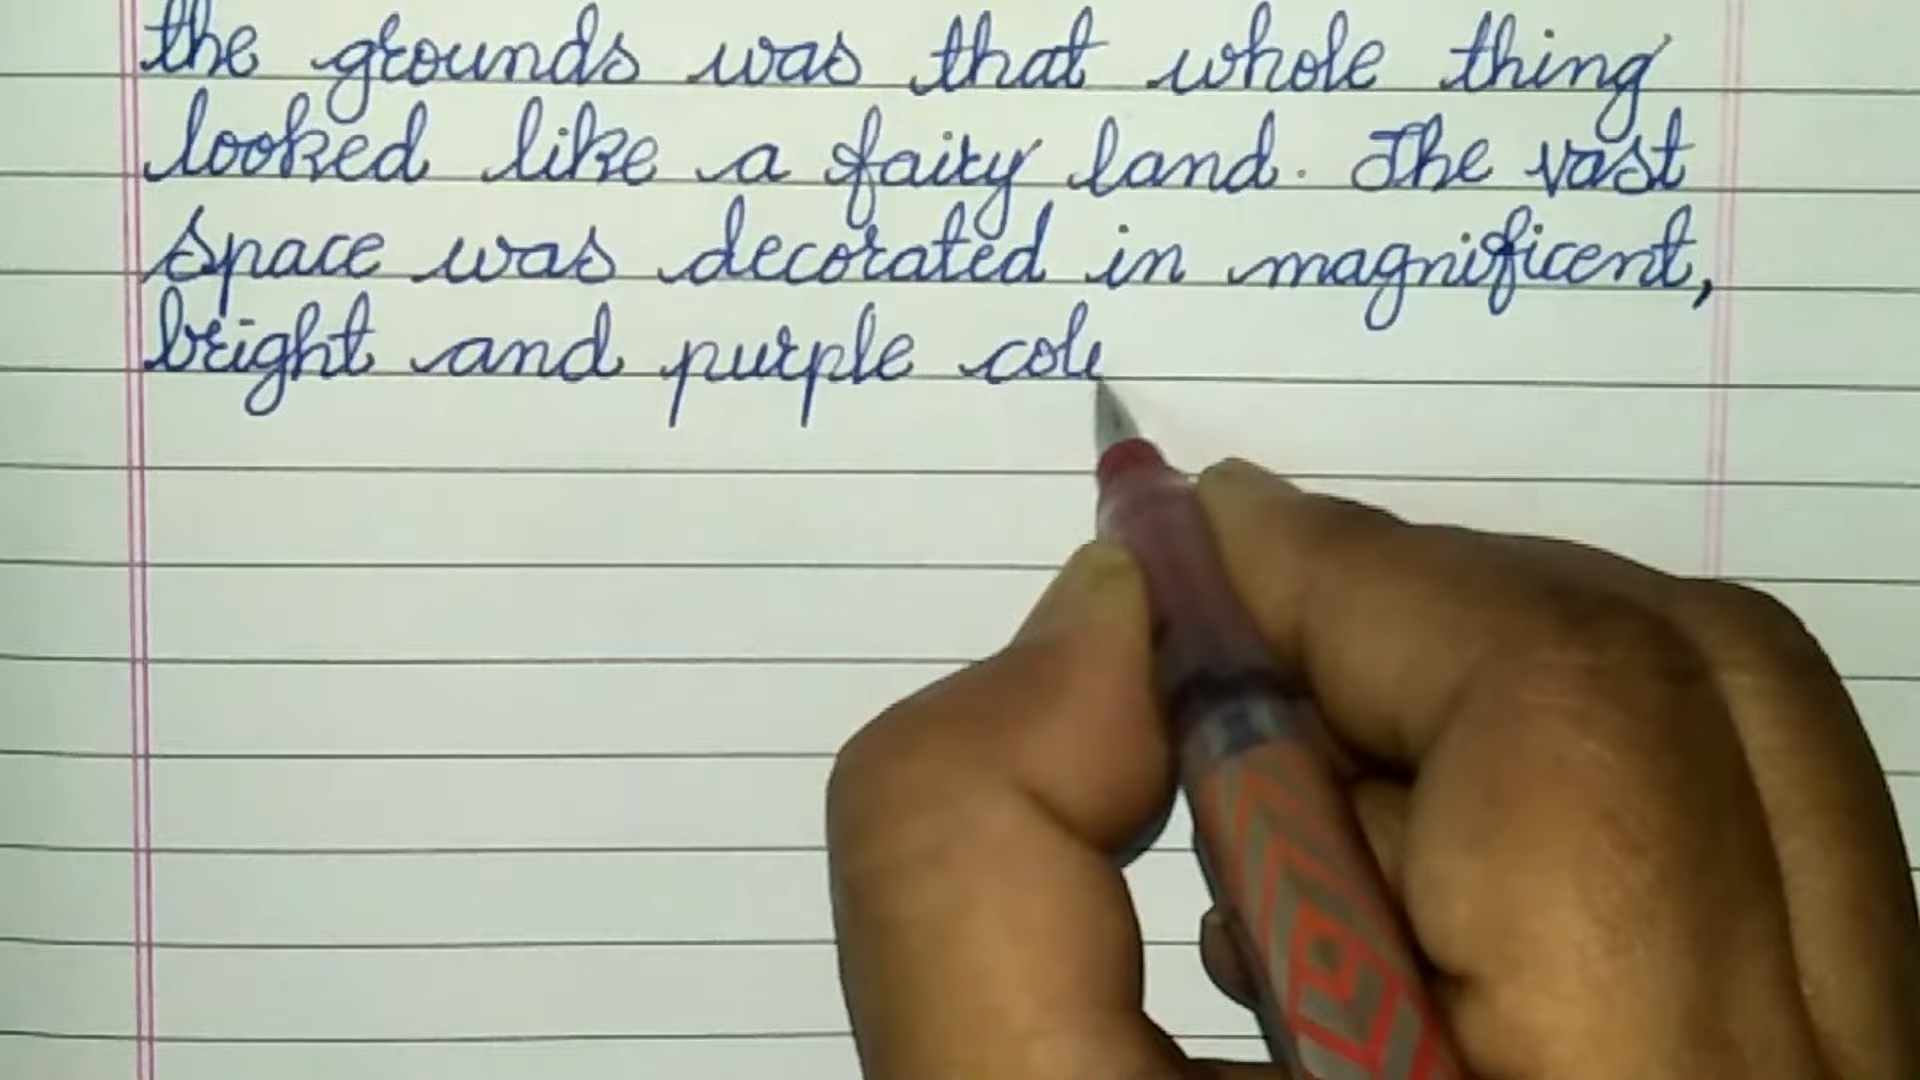 the grounds was that whole thing
looked like a fairy land. The vast
space was decorated in magnificent,
bright and purple col